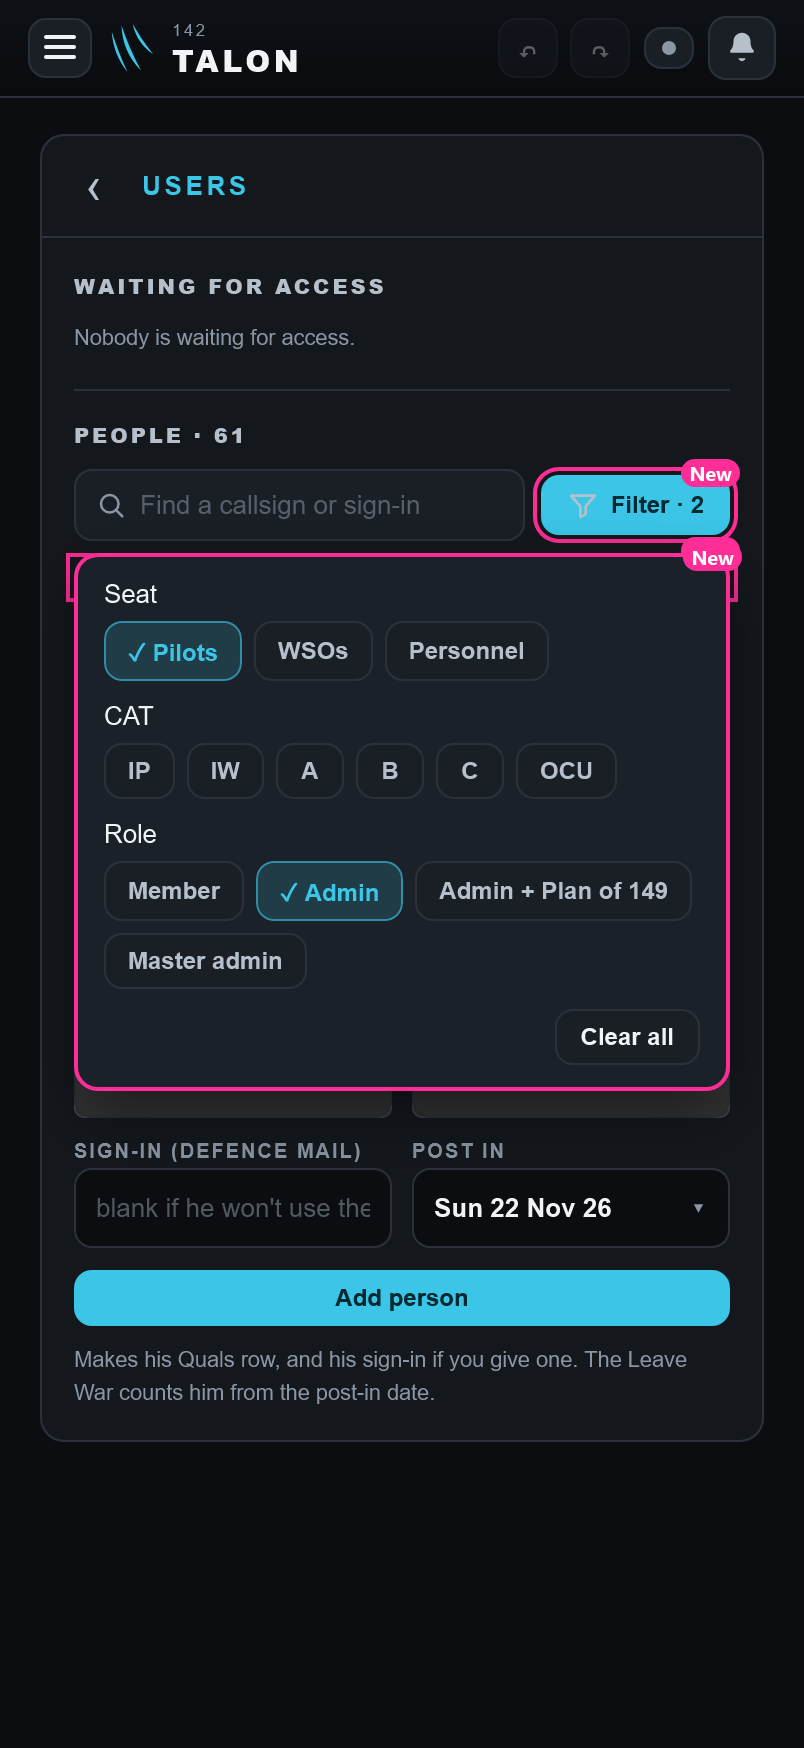 142
TALON
USERS
WAITING FOR ACCESS
Nobody is waiting for access.
PEOPLE · 61
Find a callsign or sign-in
Filter · 2
New
New
Seat
✓ Pilots
WSOs
Personnel
CAT
IP
IW
A
B
C
OCU
Role
Member
✓ Admin
Admin + Plan of 149
Master admin
Clear all
SIGN-IN (DEFENCE MAIL)
POST IN
blank if he won't use the
Sun 22 Nov 26
Add person
Makes his Quals row, and his sign-in if you give one. The Leave
War counts him from the post-in date.